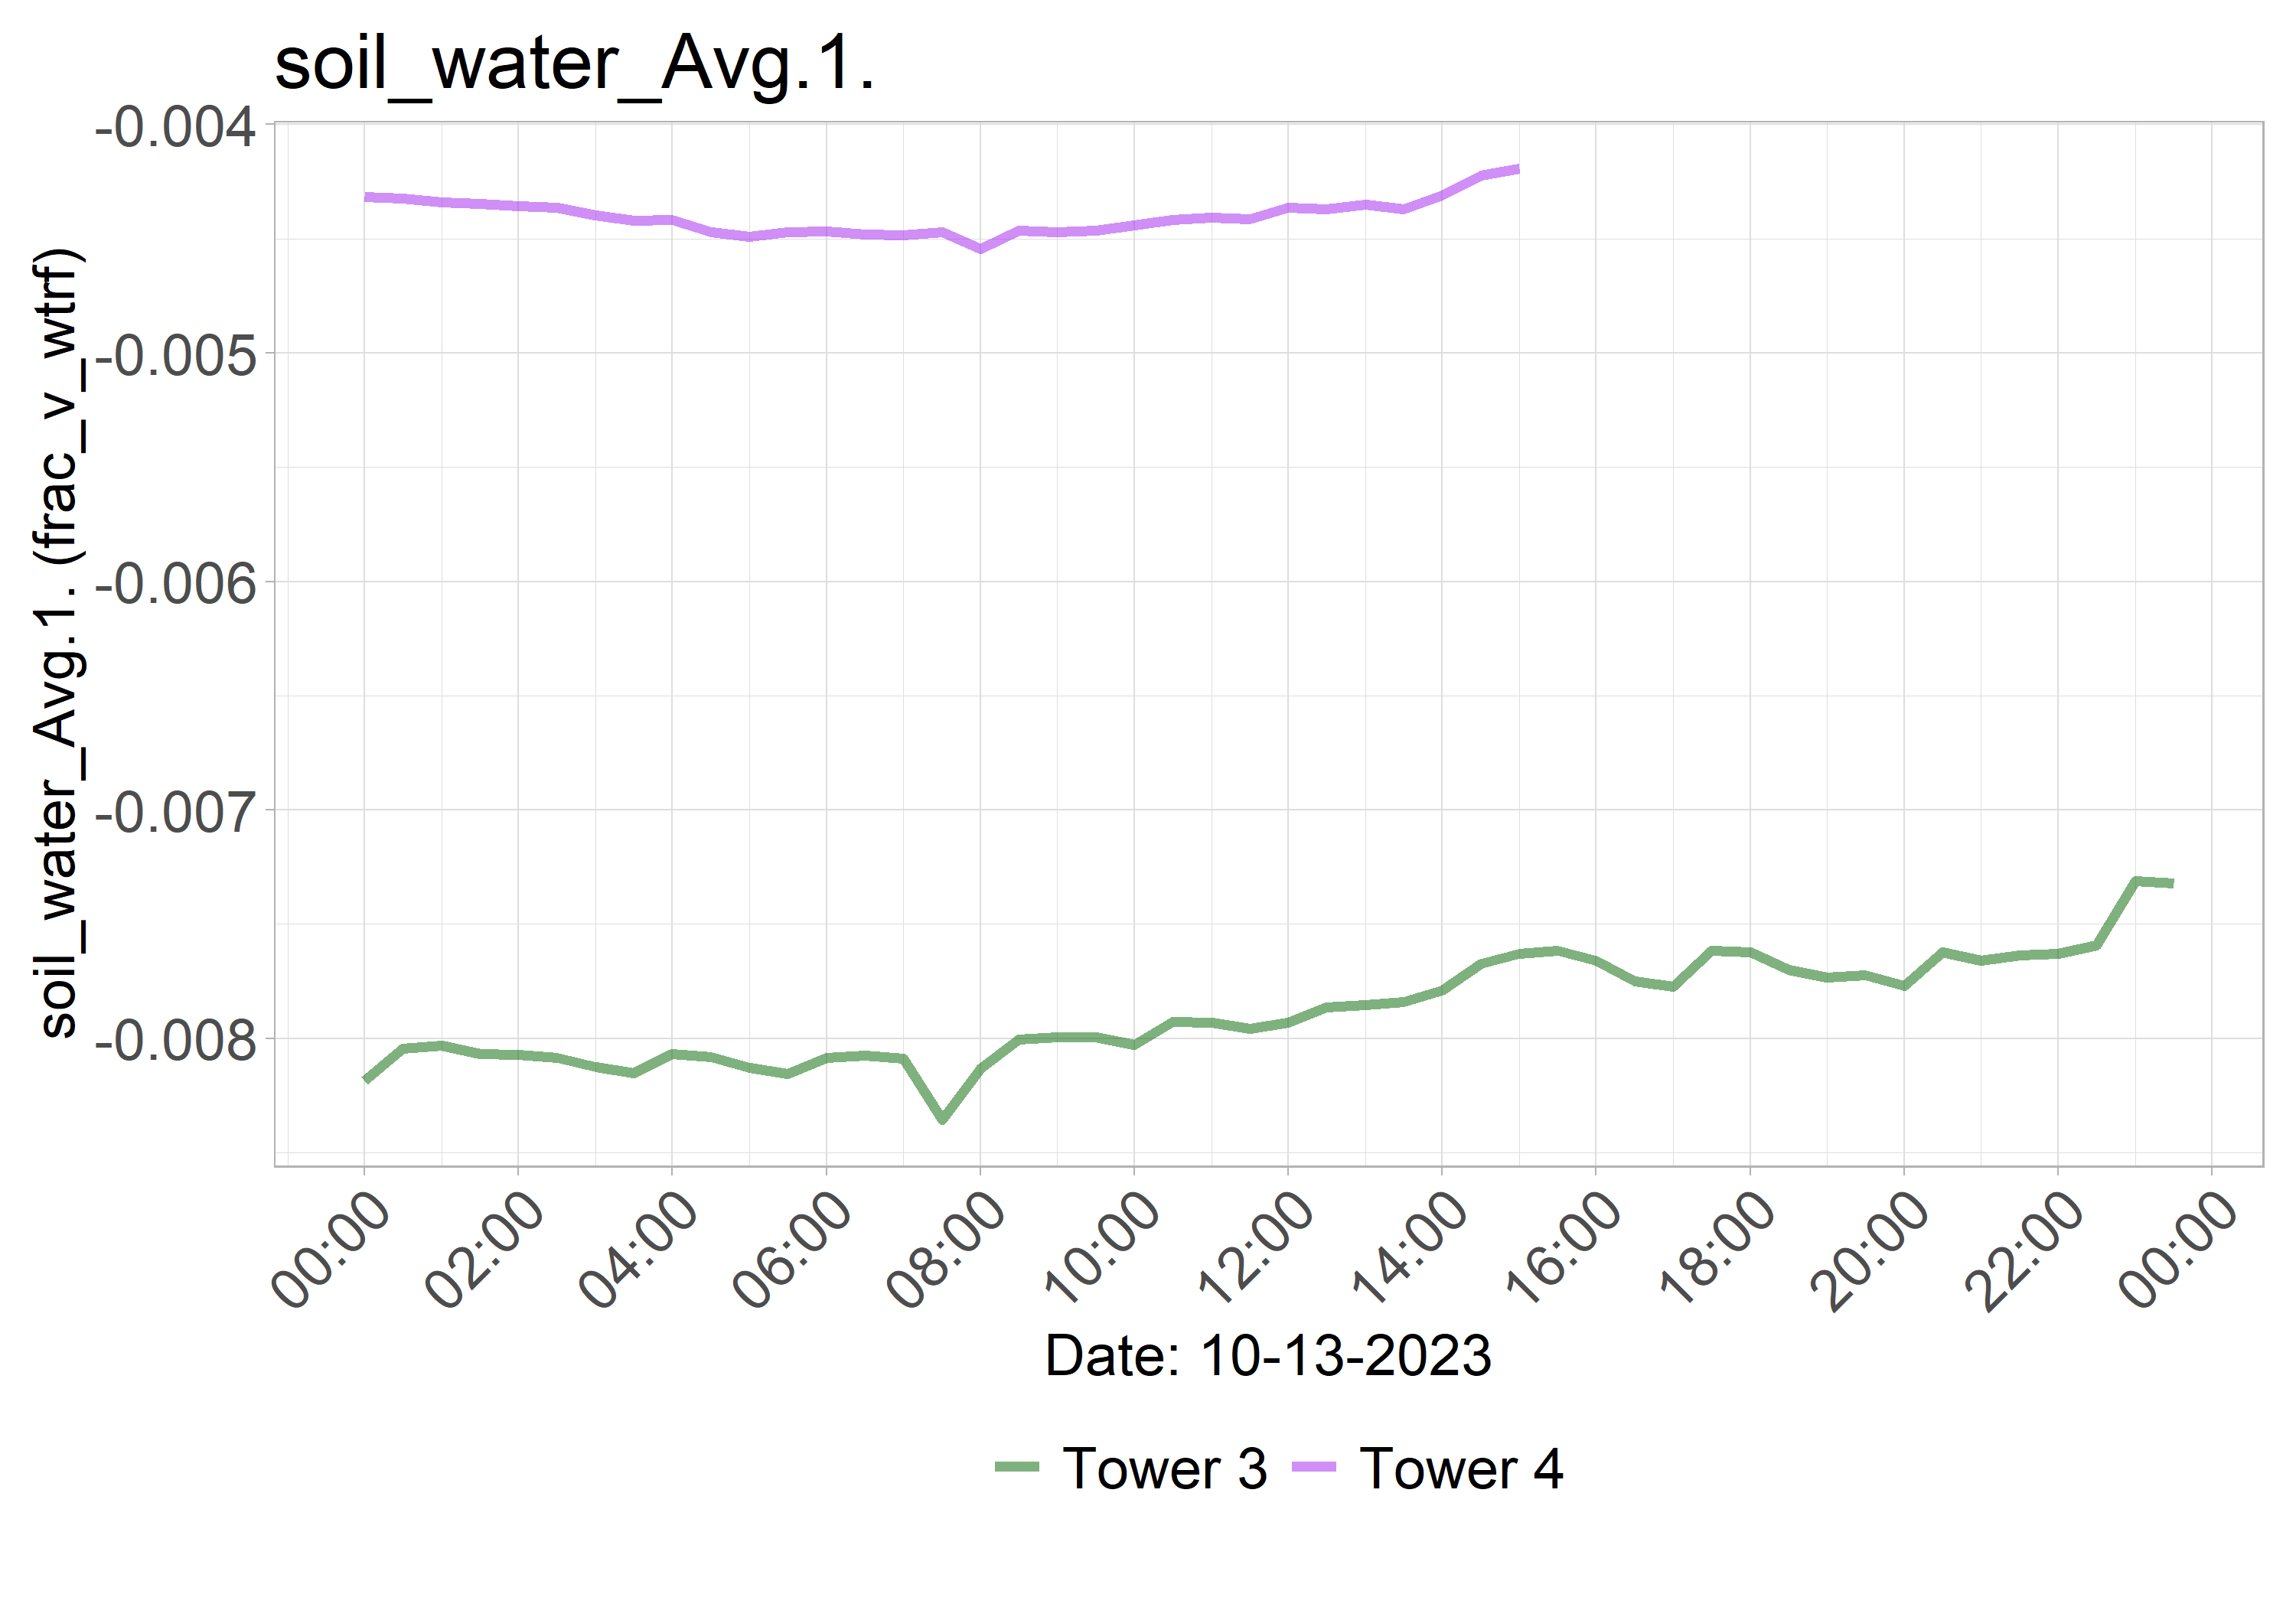 soil_water_Avg.1.
soil_water_Avg.1. (frac_v_wtrf)
-0.004
-0.005
-0.006
-0.007
-0.008
00:00 02:00 04:00 06:00 08:00 10:00 12:00 14:00 16:00 18:00 20:00 22:00 00:00
Date: 10-13-2023
Tower 3 Tower 4